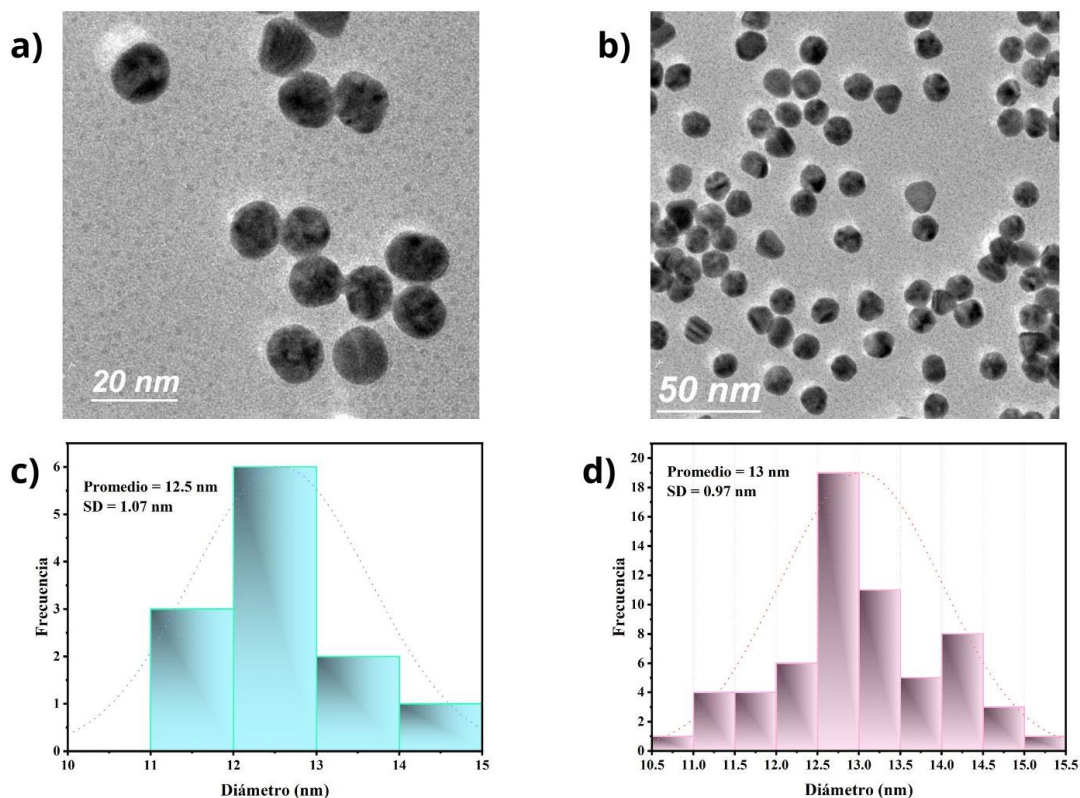 a)
20 nm
b)
50 nm
c)
Promedio = 12.5 nm
SD = 1.07 nm
Frecuencia
6
5
4
3
2
1
0
10 11 12 13 14 15
Diámetro (nm)
d)
Promedio = 13 nm
SD = 0.97 nm
Frecuencia
20
18
16
14
12
10
8
6
4
2
0
10.5 11.0 11.5 12.0 12.5 13.0 13.5 14.0 14.5 15.0 15.5
Diámetro (nm)